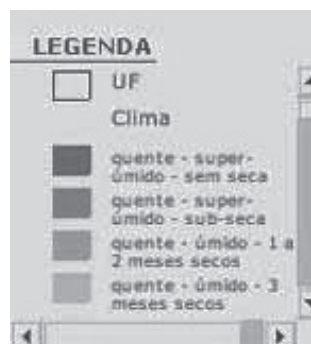 LEGENDA
UF
Clima
quente - super-
úmido - sem seca
quente - super-
úmido - sub-seca
quente - úmido - 1 a
2 meses secos
quente - úmido - 3
meses secos